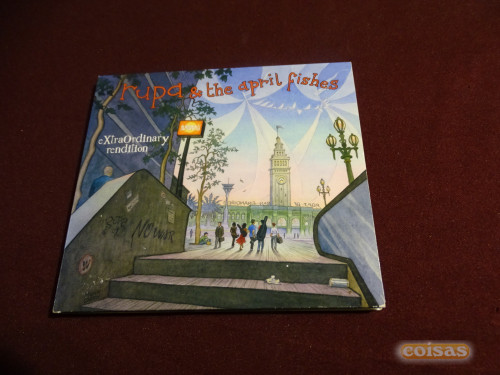 rupa & the april fishes
eXtraOrdinary
rendition
NO WAR
coisas